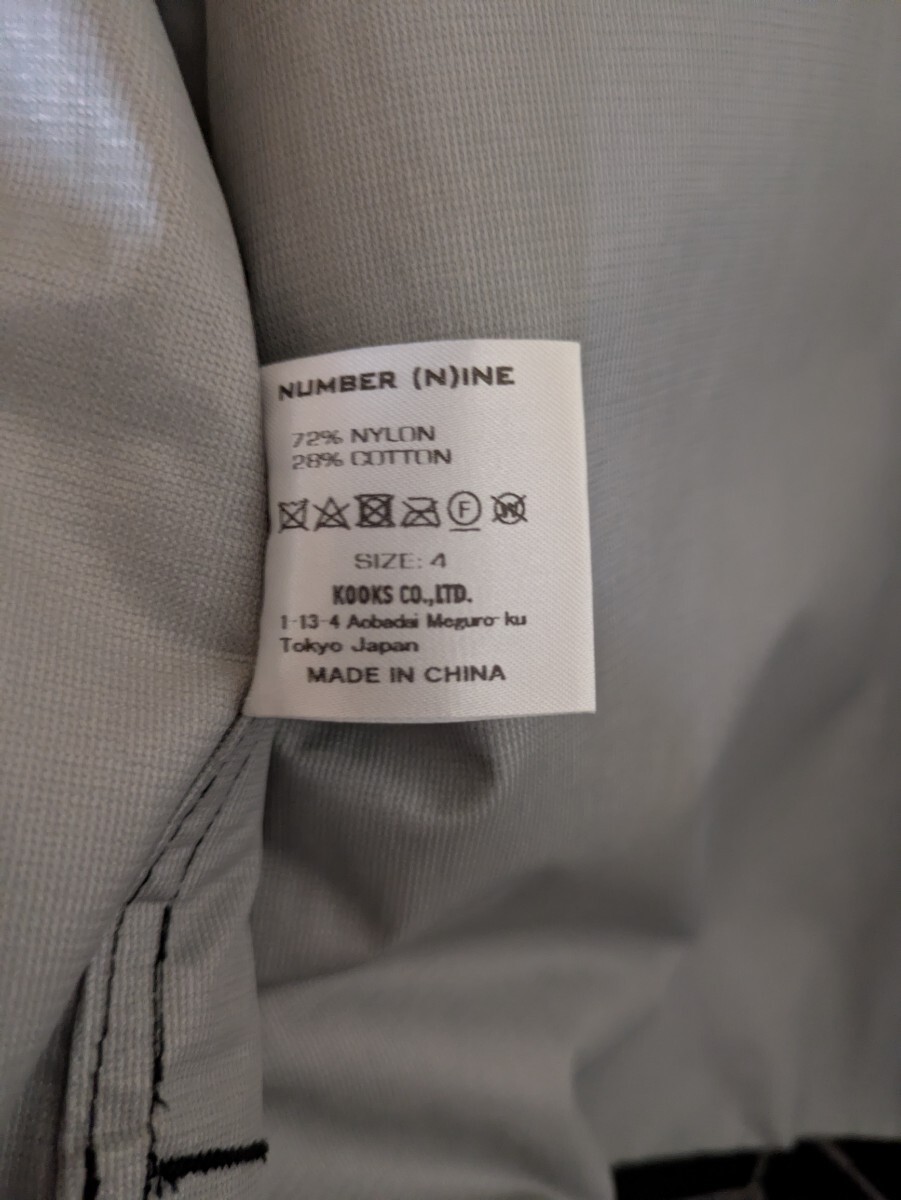 NUMBER (N)INE
72% NYLON
28% COTTON
F W
SIZE: 4
KOOKS CO.,LTD.
1-13-4 Aobadai Meguro-ku
Tokyo Japan
MADE IN CHINA